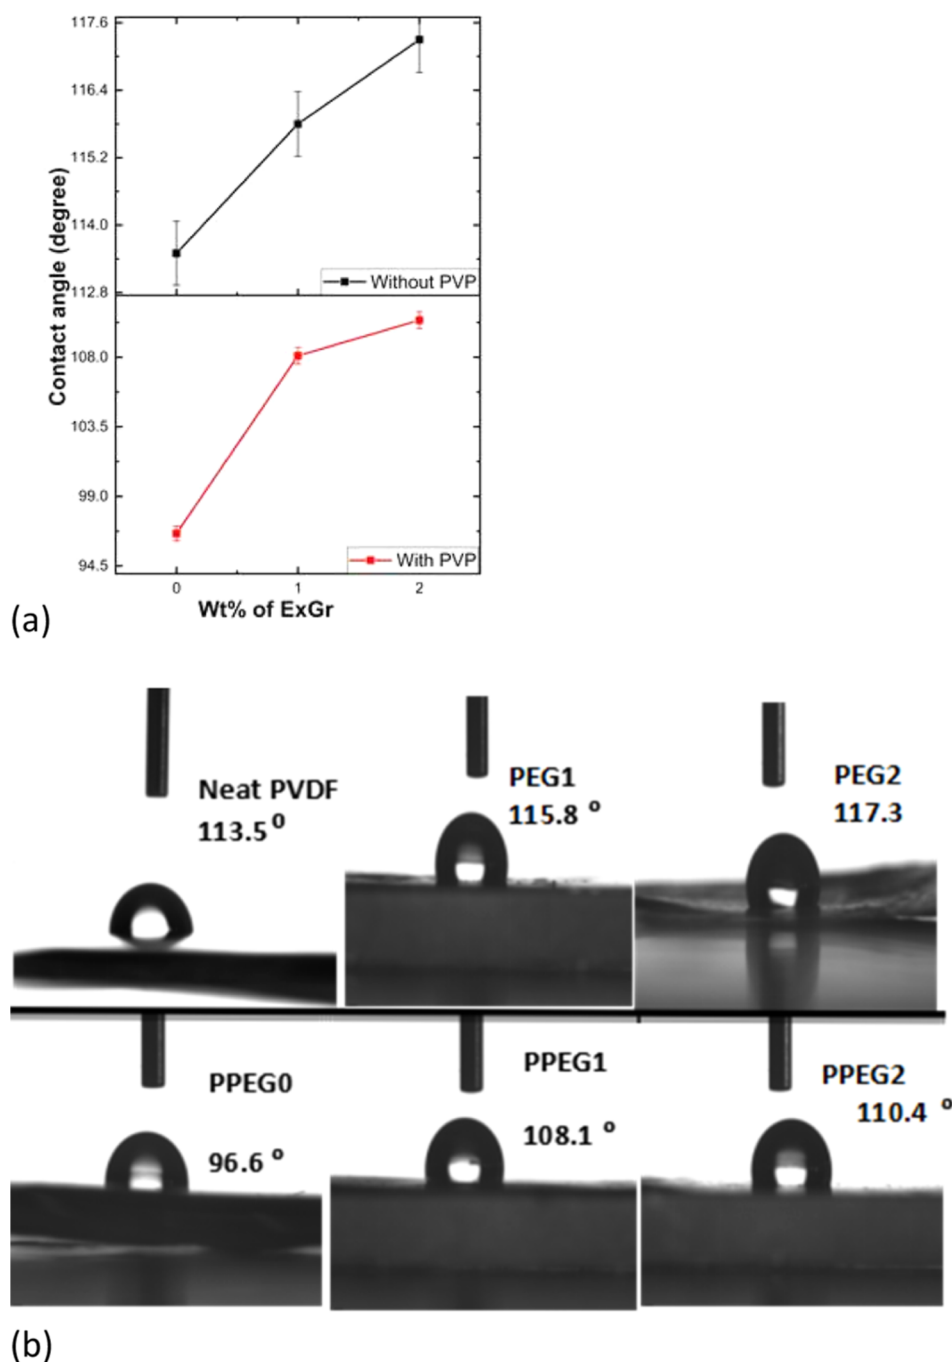 117.6
116.4
115.2
114.0
112.8
Without PVP
Contact angle (degree)
108.0
103.5
99.0
94.5
With PVP
0 1 2
Wt% of ExGr
(a)
Neat PVDF
113.5 o
PEG1
115.8 o
PEG2
117.3
PPEG0
96.6 o
PPEG1
108.1 o
PPEG2
110.4 o
(b)